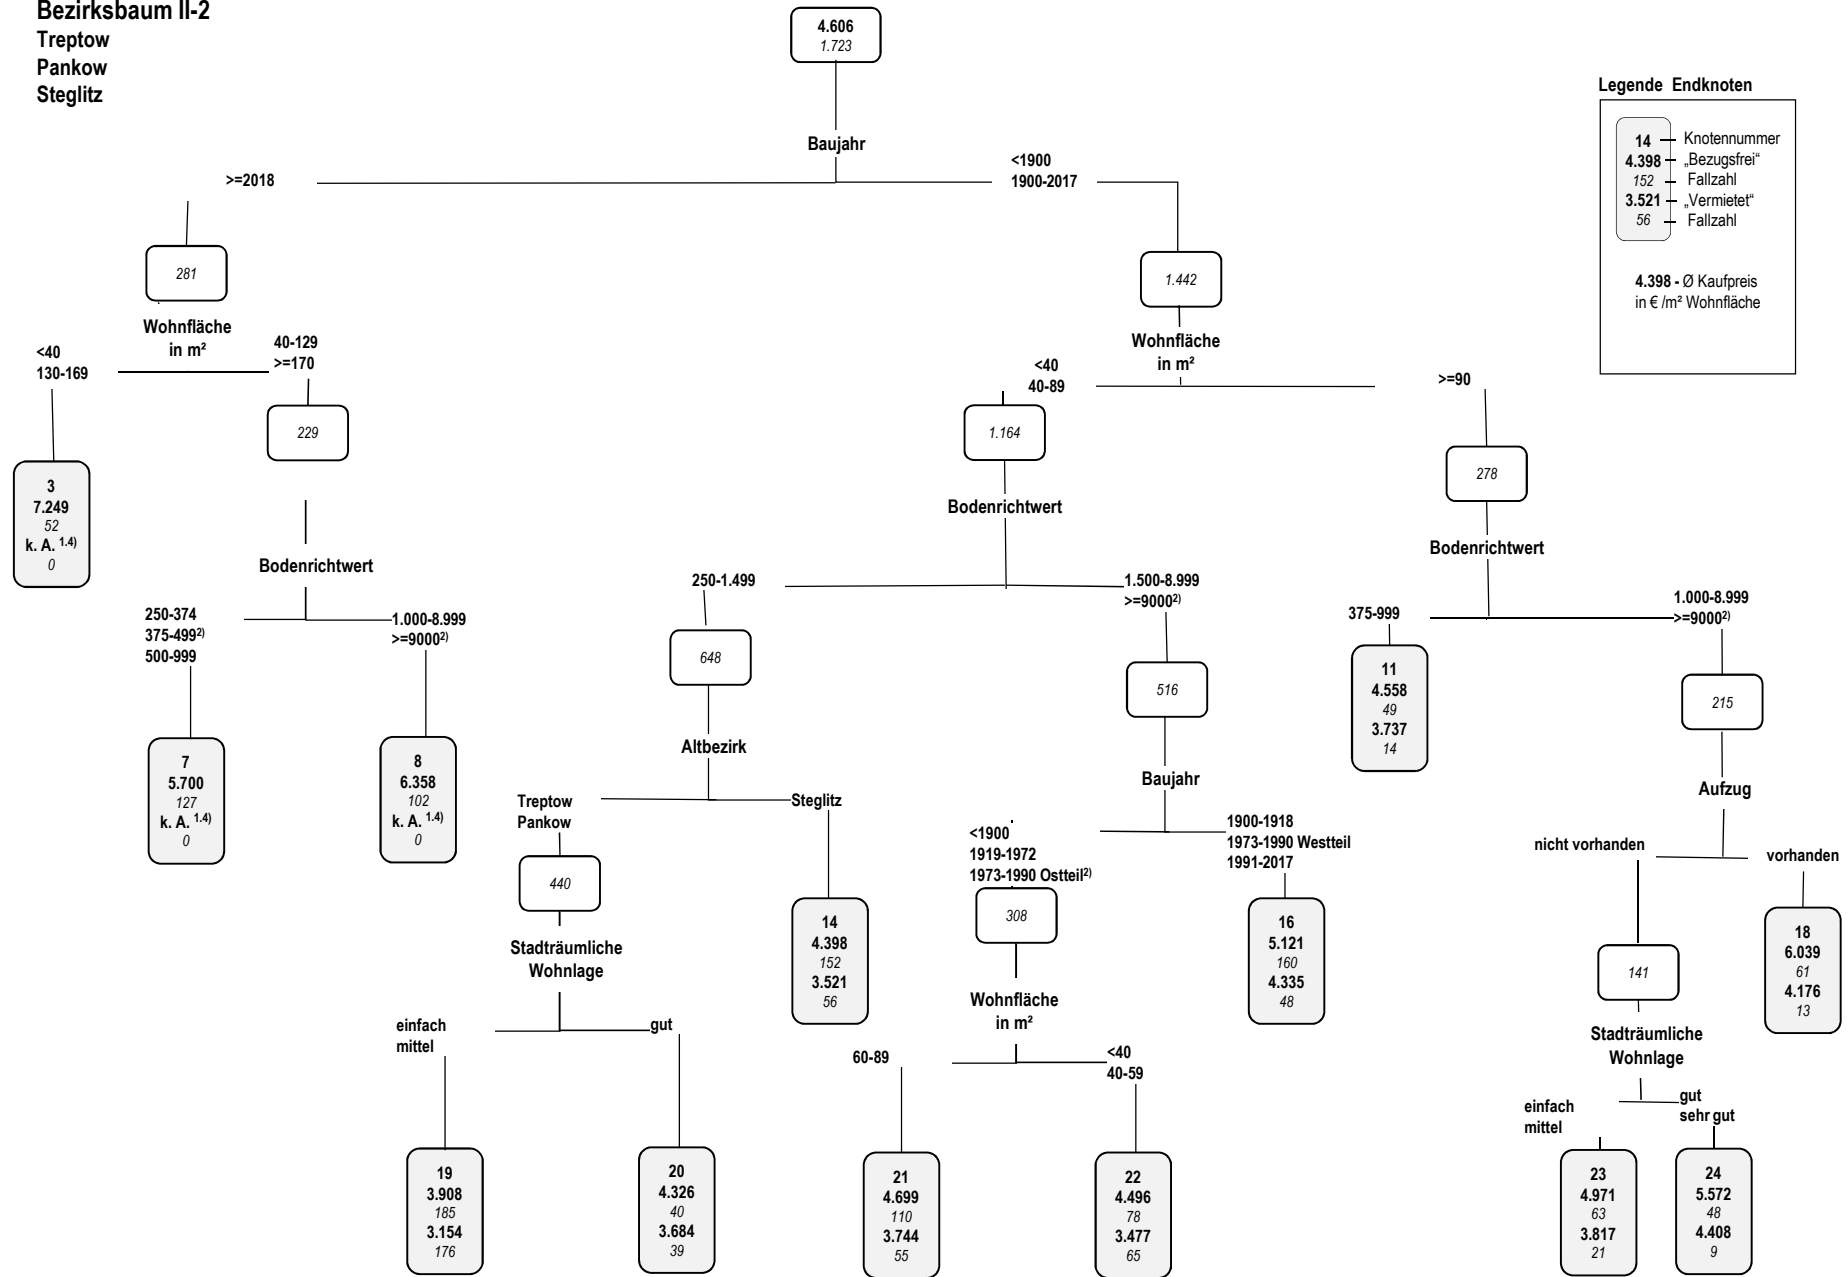 Bezirksbaum II-2
Treptow
Pankow
Steglitz
4.606
1.723
Legende Endknoten
14
4.398
152
3.521
56
Knotennummer
„Bezugsfrei“
Fallzahl
„Vermietet“
Fallzahl
4.398 - Ø Kaufpreis
in € /m² Wohnfläche
Baujahr
>=2018
<1900
1900-2017
281
1.442
Wohnfläche
in m²
<40
130-169
40-129
>=170
Wohnfläche
in m²
<40
40-89
>=90
229
1.164
278
3
7.249
52
k. A. 1.4)
0
Bodenrichtwert
Bodenrichtwert
Bodenrichtwert
250-374
375-499²⁾
500-999
1.000-8.999
>=9000²⁾
250-1.499
1.500-8.999
>=9000²⁾
375-999
1.000-8.999
>=9000²⁾
648
516
11
4.558
49
3.737
14
215
7
5.700
127
k. A. 1.4)
0
8
6.358
102
k. A. 1.4)
0
Altbezirk
Baujahr
Aufzug
Treptow
Pankow
Steglitz
<1900
1919-1972
1973-1990 Ostteil²⁾
1900-1918
1973-1990 Westteil
1991-2017
nicht vorhanden
vorhanden
440
14
4.398
152
3.521
56
308
16
5.121
160
4.335
48
141
18
6.039
61
4.176
13
Stadträumliche
Wohnlage
Wohnfläche
in m²
Stadträumliche
Wohnlage
einfach
mittel
gut
60-89
<40
40-59
einfach
mittel
gut
sehr gut
19
3.908
185
3.154
176
20
4.326
40
3.684
39
21
4.699
110
3.744
55
22
4.496
78
3.477
65
23
4.971
63
3.817
21
24
5.572
48
4.408
9